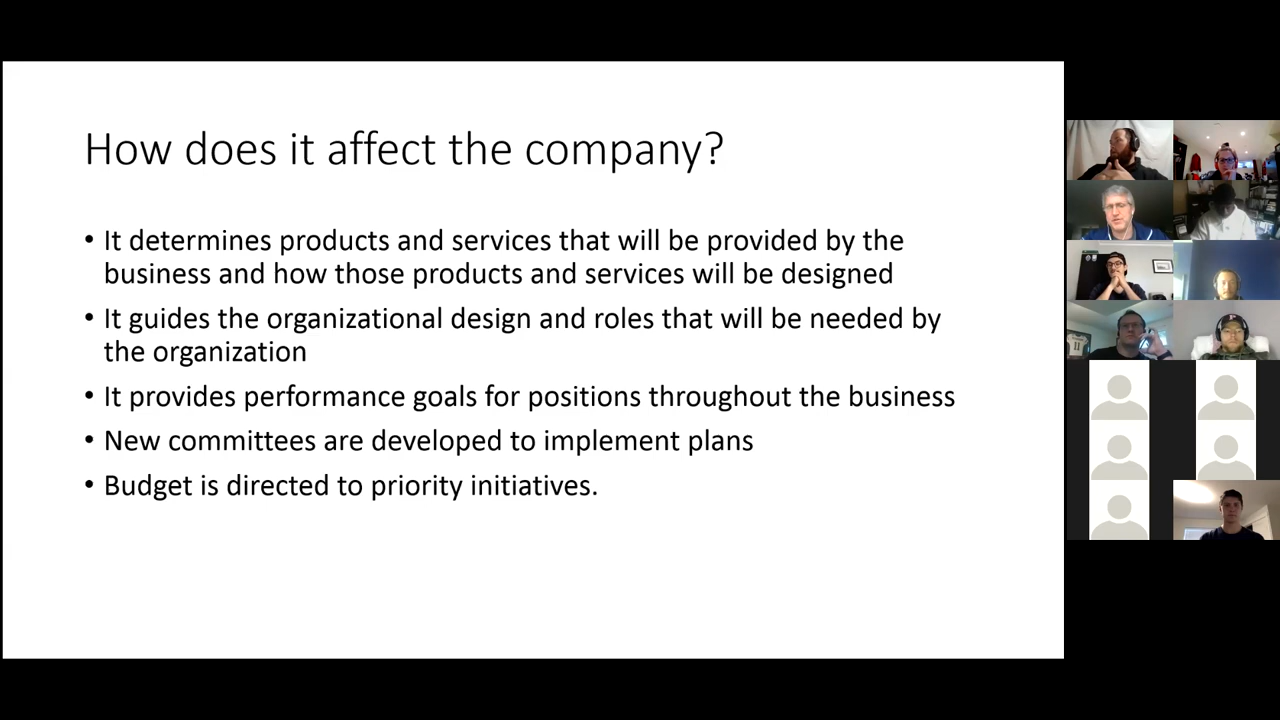 How does it affect the company?
• It determines products and services that will be provided by the
business and how those products and services will be designed
• It guides the organizational design and roles that will be needed by
the organization
• It provides performance goals for positions throughout the business
• New committees are developed to implement plans
• Budget is directed to priority initiatives.
11